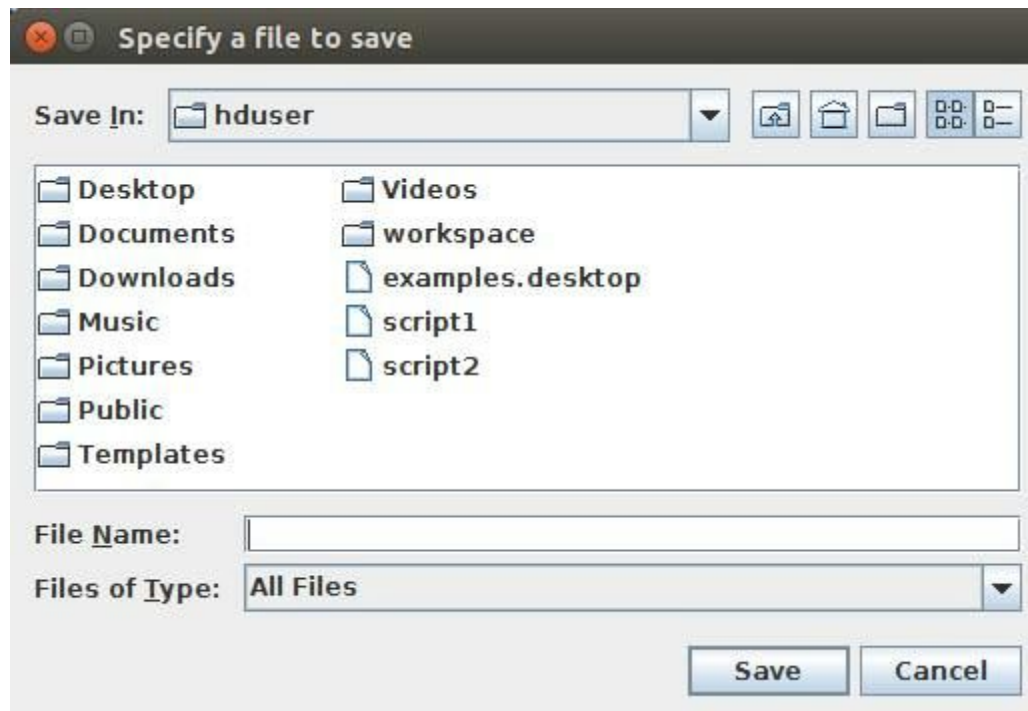 Specify a file to save
Save In: hduser
Desktop
Documents
Downloads
Music
Pictures
Public
Templates
Videos
workspace
examples.desktop
script1
script2
File Name:
Files of Type: All Files
Save Cancel